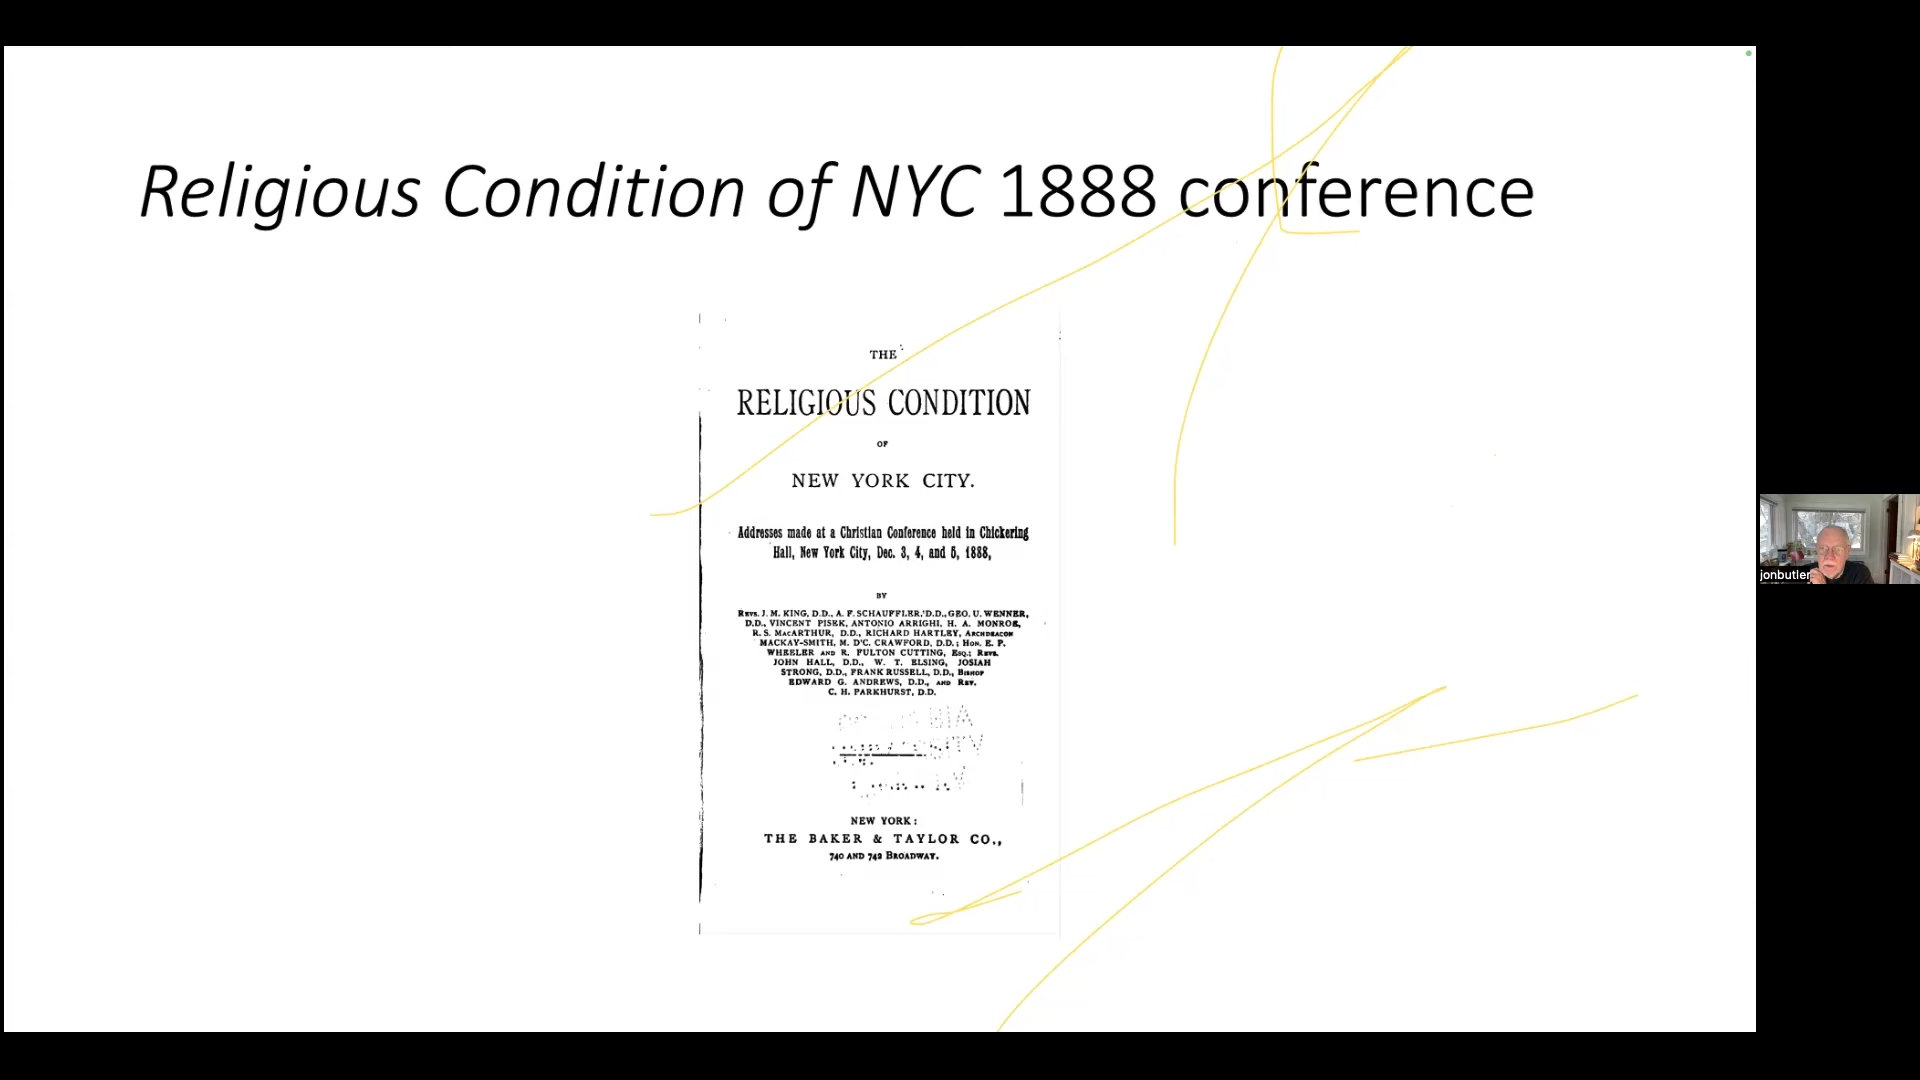 Religious Condition of NYC 1888 conference
THE
RELIGIOUS CONDITION
OF
NEW YORK CITY.
Addresses made at a Christian Conference held in Chickering
Hall, New York City, Dec. 3, 4, and 5, 1888,
BY
REVS. J. M. KING, D.D., A. F. SCHAUFFLER, D.D., GEO. U. WENNER,
D.D., VINCENT PISEK, ANTONIO ARRIGHI, H. A. MONROE,
R. S. MACARTHUR, D.D., RICHARD HARTLEY, ARCHDEACON
MACKAY-SMITH, M. D'C. CRAWFORD, D.D.; HON. E. P.
WHEELER AND R. FULTON CUTTING, ESQ.; REVS.
JOHN HALL, D.D., W. T. ELSING, JOSIAH
STRONG, D.D., FRANK RUSSELL, D.D., BISHOP
EDWARD G. ANDREWS, D.D., AND REV.
C. H. PARKHURST, D.D.
NEW YORK:
THE BAKER & TAYLOR CO.,
740 AND 742 BROADWAY.
jonbutler